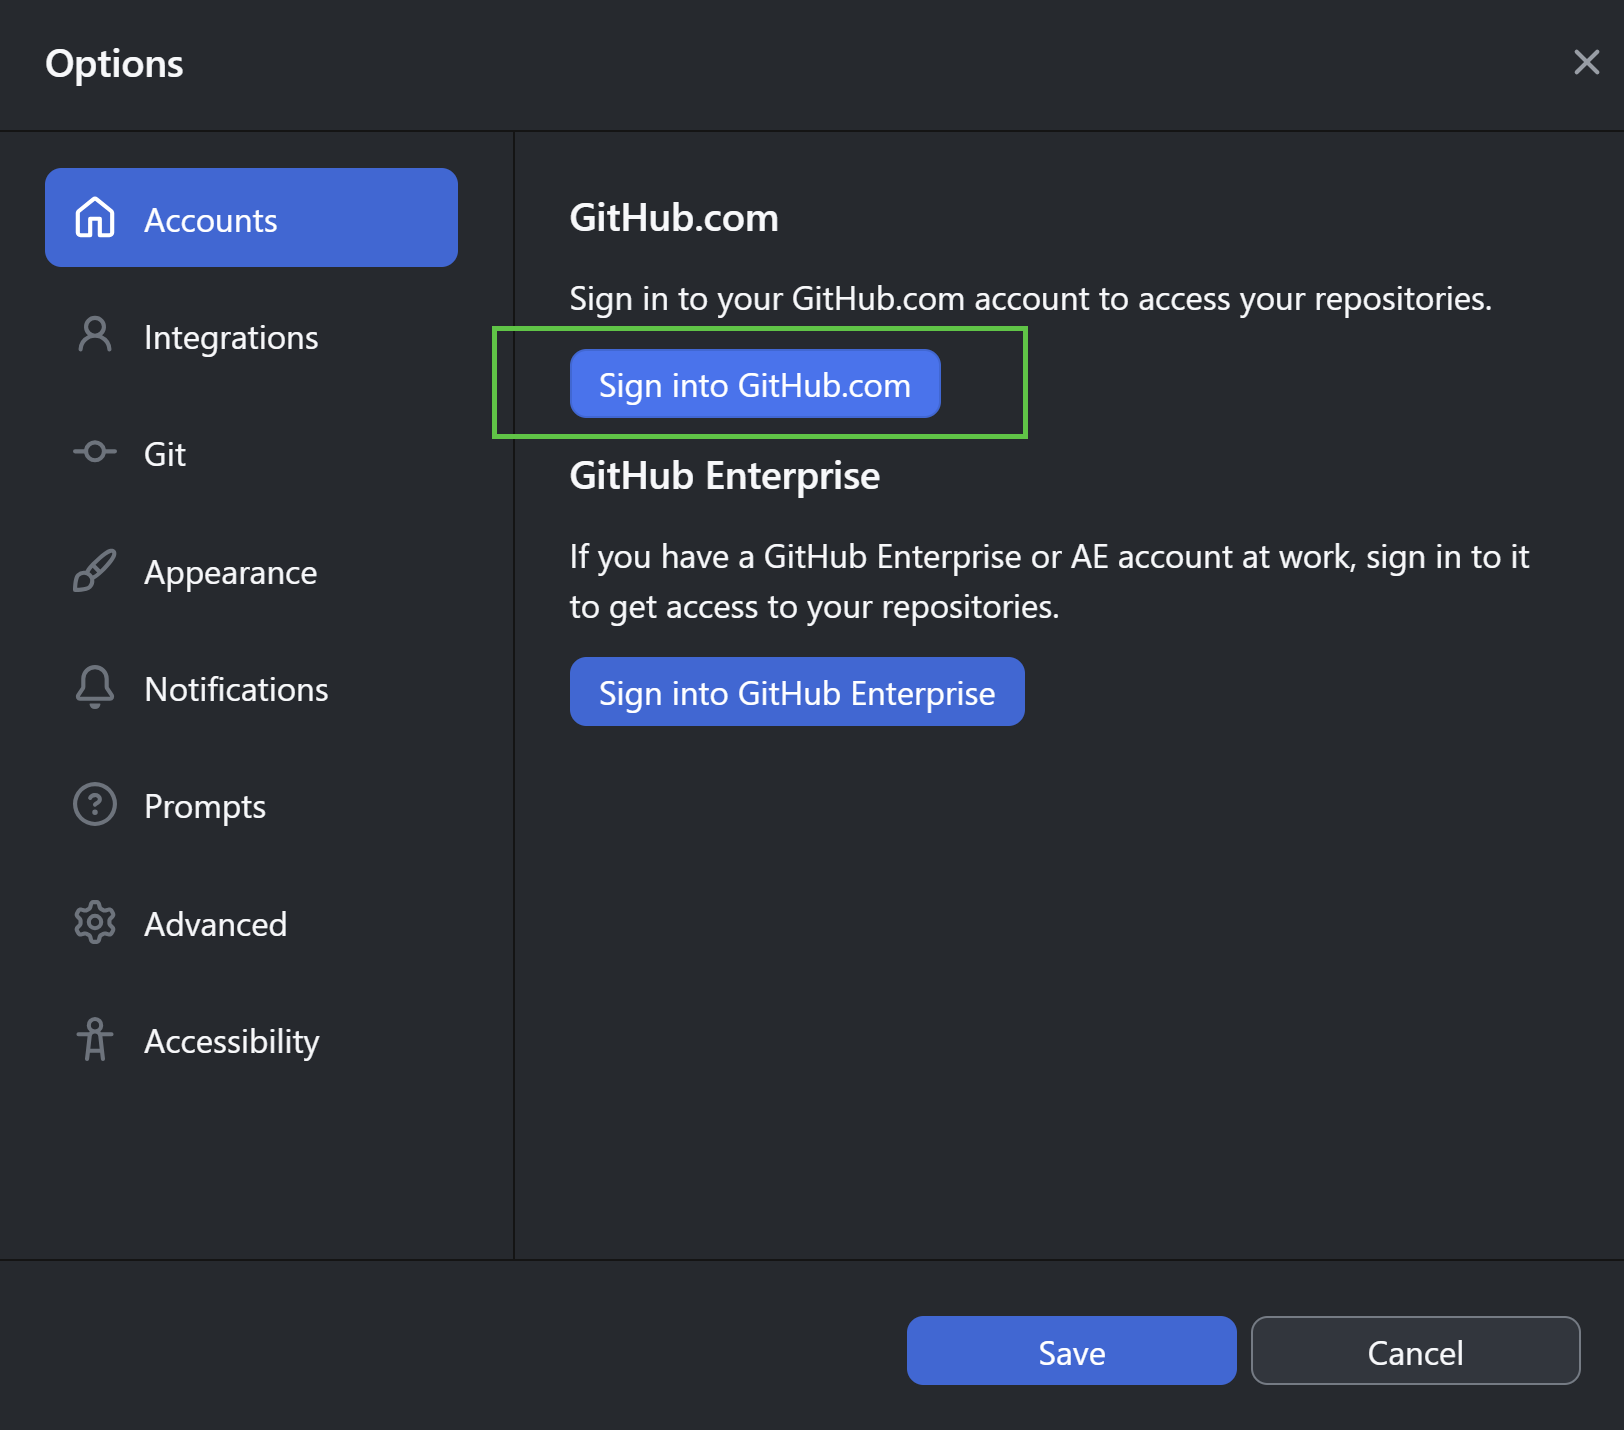 Options
Accounts
Integrations
Git
Appearance
Notifications
Prompts
Advanced
Accessibility
GitHub.com
Sign in to your GitHub.com account to access your repositories.
Sign into GitHub.com
GitHub Enterprise
If you have a GitHub Enterprise or AE account at work, sign in to it
to get access to your repositories.
Sign into GitHub Enterprise
Save
Cancel